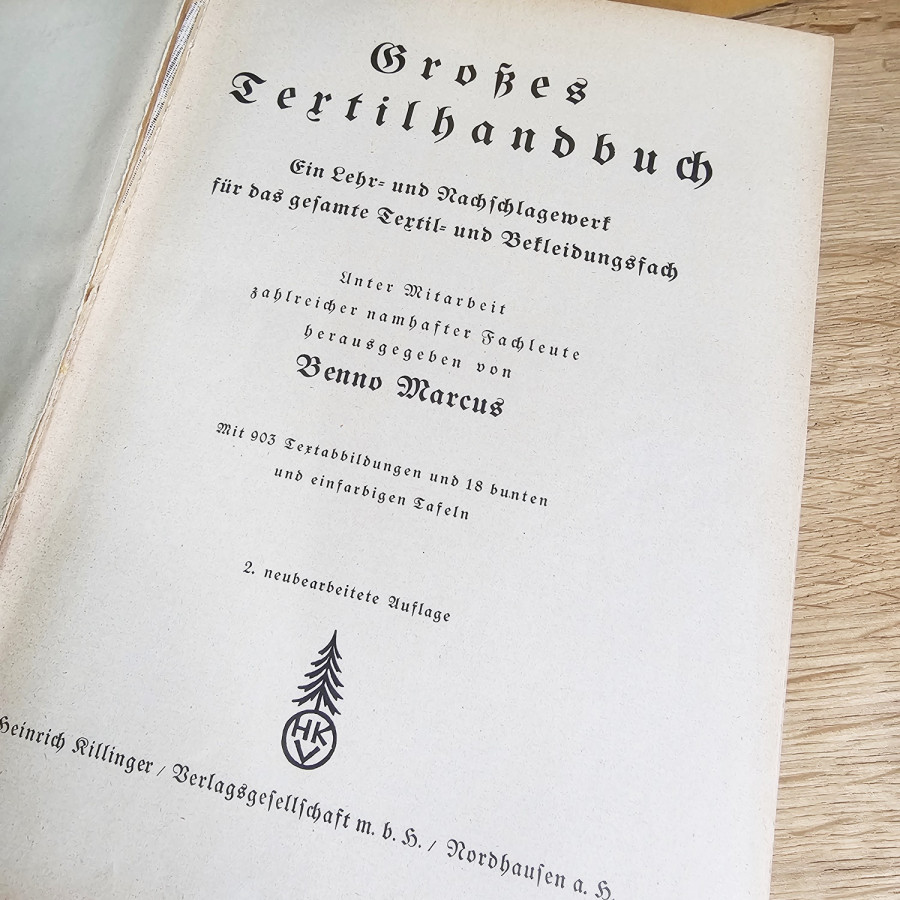 Großes
Textilhandbuch
Ein Lehr- und Nachschlagewerk
für das gesamte Textil- und Bekleidungsfach
Unter Mitarbeit
zahlreicher namhafter Fachleute
herausgegeben von
Benno Marcus
Mit 903 Textabbildungen und 18 bunten
und einfarbigen Tafeln
2. neubearbeitete Auflage
HK
V
Heinrich Killinger / Verlagsgesellschaft m. b. H. / Nordhausen a. H.